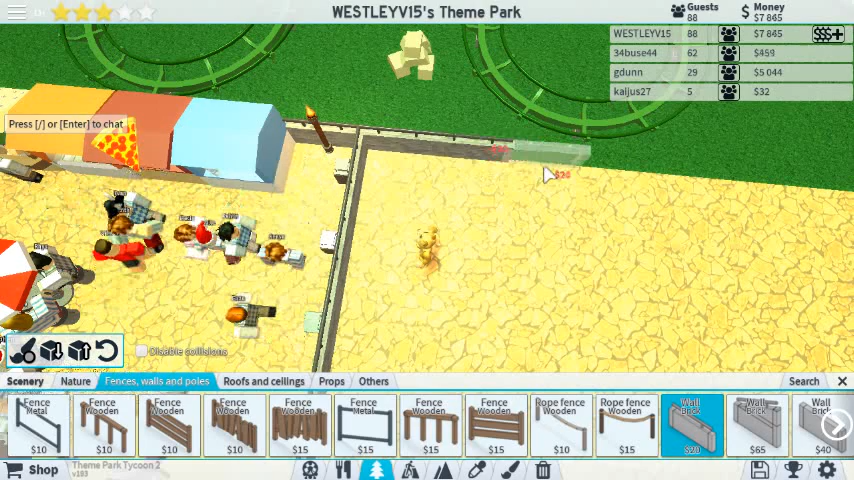 WESTLEYV15's Theme Park
Guests
88
Money
$7 845
WESTLEYV15 88 $7 845 $$$+
34buse44 62 $459
gdunn 29 $5 044
kaljus27 5 $32
Press [/] or [Enter] to chat
$20
Disable collisions
Scenery Nature Fences, walls and poles Roofs and ceilings Props Others Search
Fence Metal $10
Fence Wooden $10
Fence Wooden $10
Fence Wooden $10
Fence Wooden $15
Fence Metal $15
Fence Wooden $15
Fence Wooden $15
Rope fence Wooden $10
Rope fence Wooden $15
Wall Brick $20
Wall Brick $65
Wall Brick $40
Shop
Theme Park Tycoon 2
v193